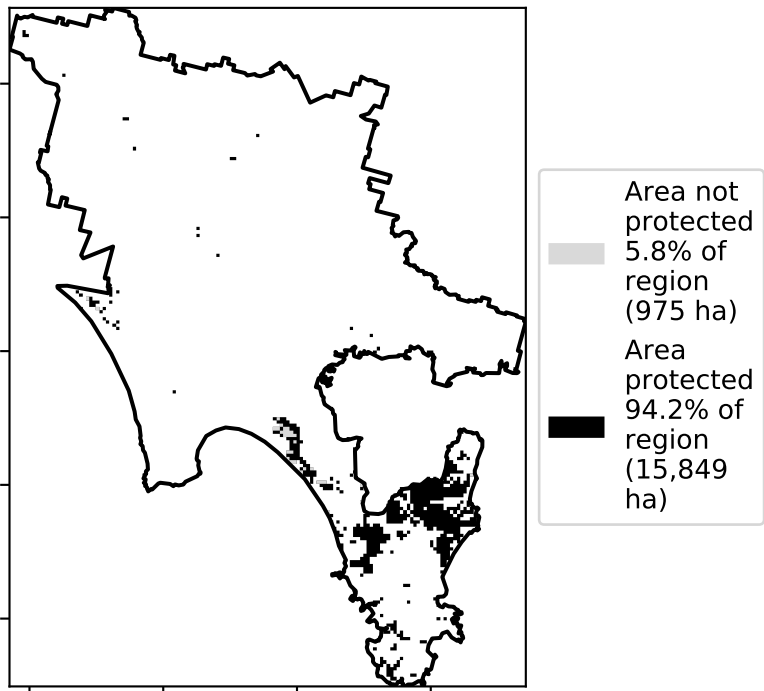 Area not
protected
5.8% of
region
(975 ha)
Area
protected
94.2% of
region
(15,849
ha)